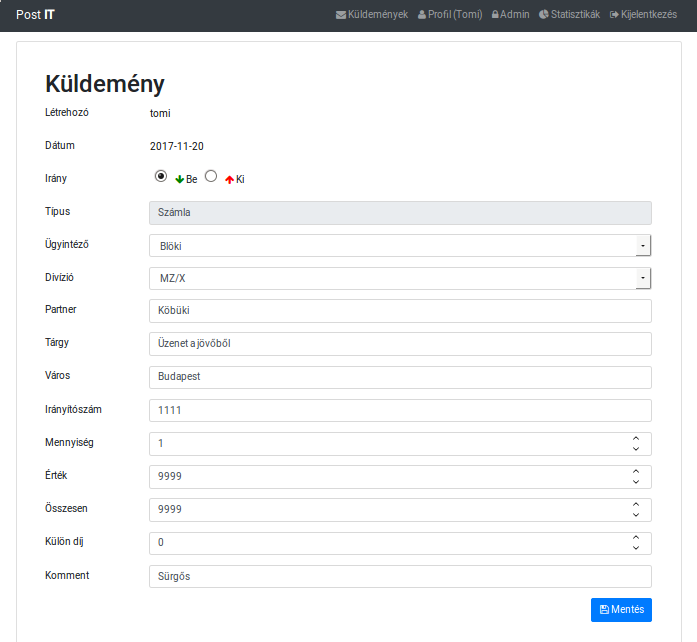 Post IT Küldemények Profil (Tomi) Admin Statisztikák Kijelentkezés
Küldemény
Létrehozó tomi
Dátum 2017-11-20
Irány Be Ki
Típus Számla
Ügyintéző Blöki
Divízió MZ/X
Partner Köbüki
Tárgy Üzenet a jövőből
Város Budapest
Irányítószám 1111
Mennyiség 1
Érték 9999
Összesen 9999
Külön díj 0
Komment Sürgős
Mentés